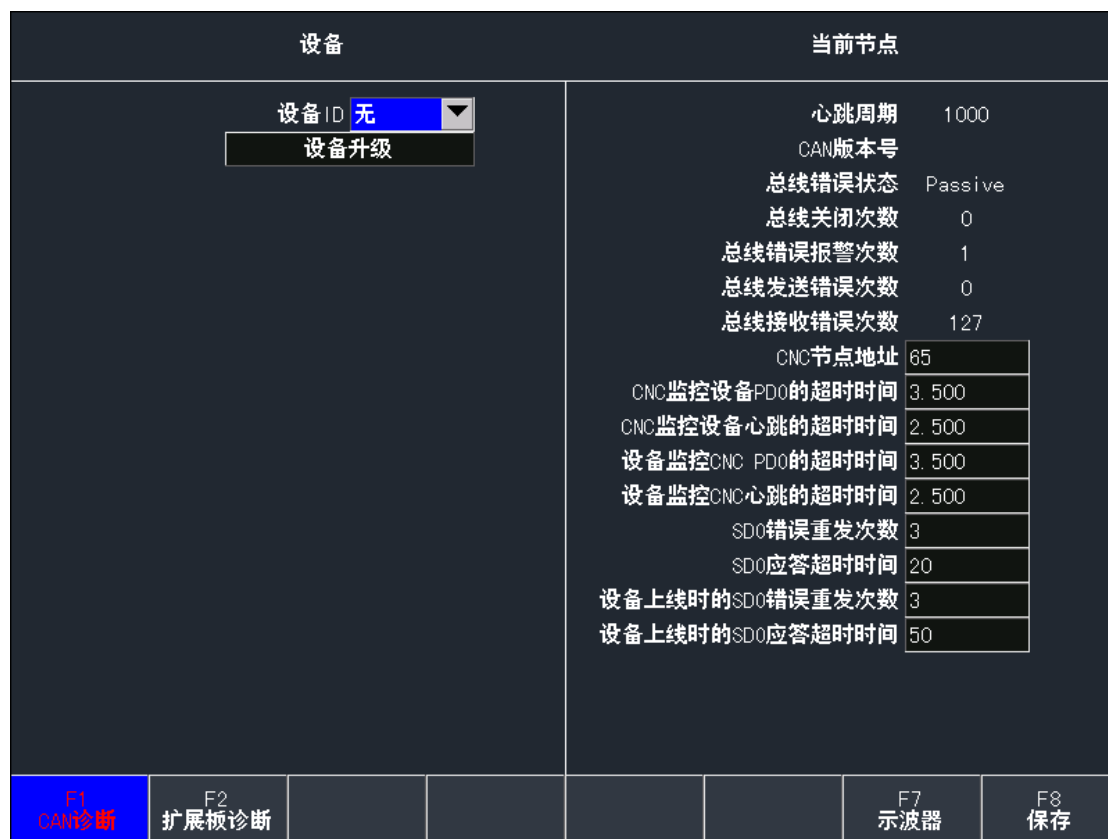 设备
当前节点
设备ID 无
设备升级
心跳周期 1000
CAN版本号
总线错误状态 Passive
总线关闭次数 0
总线错误报警次数 1
总线发送错误次数 0
总线接收错误次数 127
CNC节点地址 65
CNC监控设备PDO的超时时间 3.500
CNC监控设备心跳的超时时间 2.500
设备监控CNC PDO的超时时间 3.500
设备监控CNC心跳的超时时间 2.500
SDO错误重发次数 3
SDO应答超时时间 20
设备上线时的SDO错误重发次数 3
设备上线时的SDO应答超时时间 50
F1
CAN诊断
F2
扩展板诊断
F7
示波器
F8
保存